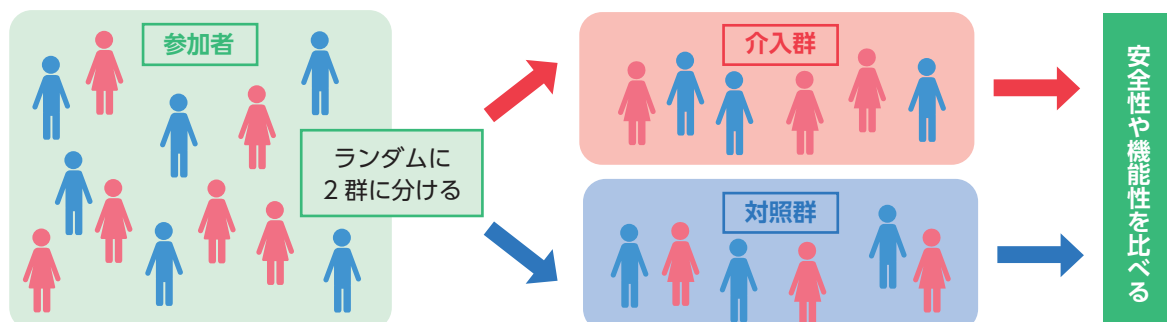 参加者
ランダムに
2 群に分ける
介入群
対照群
安全性や機能性を比べる